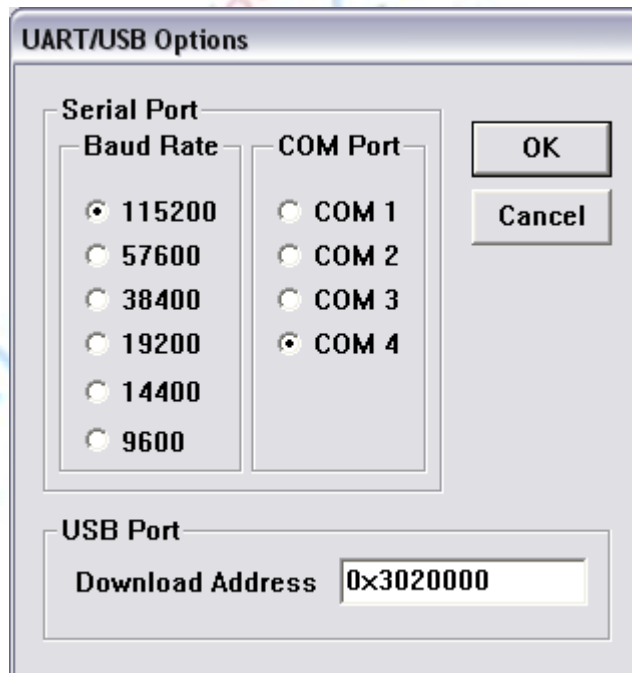 UART/USB Options
Serial Port
Baud Rate
115200
57600
38400
19200
14400
9600
COM Port
COM 1
COM 2
COM 3
COM 4
OK
Cancel
USB Port
Download Address 0x3020000